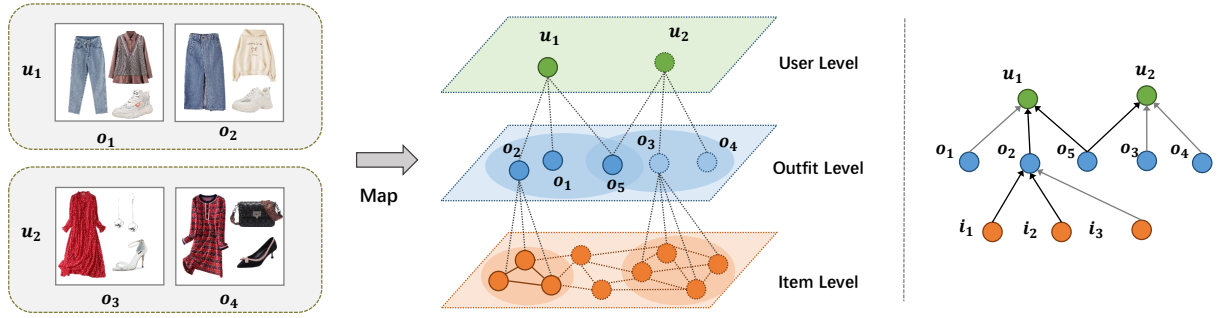 u₁
o₁ o₂
u₂
o₃ o₄
Map
u₁ u₂
User Level
o₂ o₁ o₅ o₃ o₄
Outfit Level
Item Level
u₁ u₂
o₁ o₂ o₅ o₃ o₄
i₁ i₂ i₃